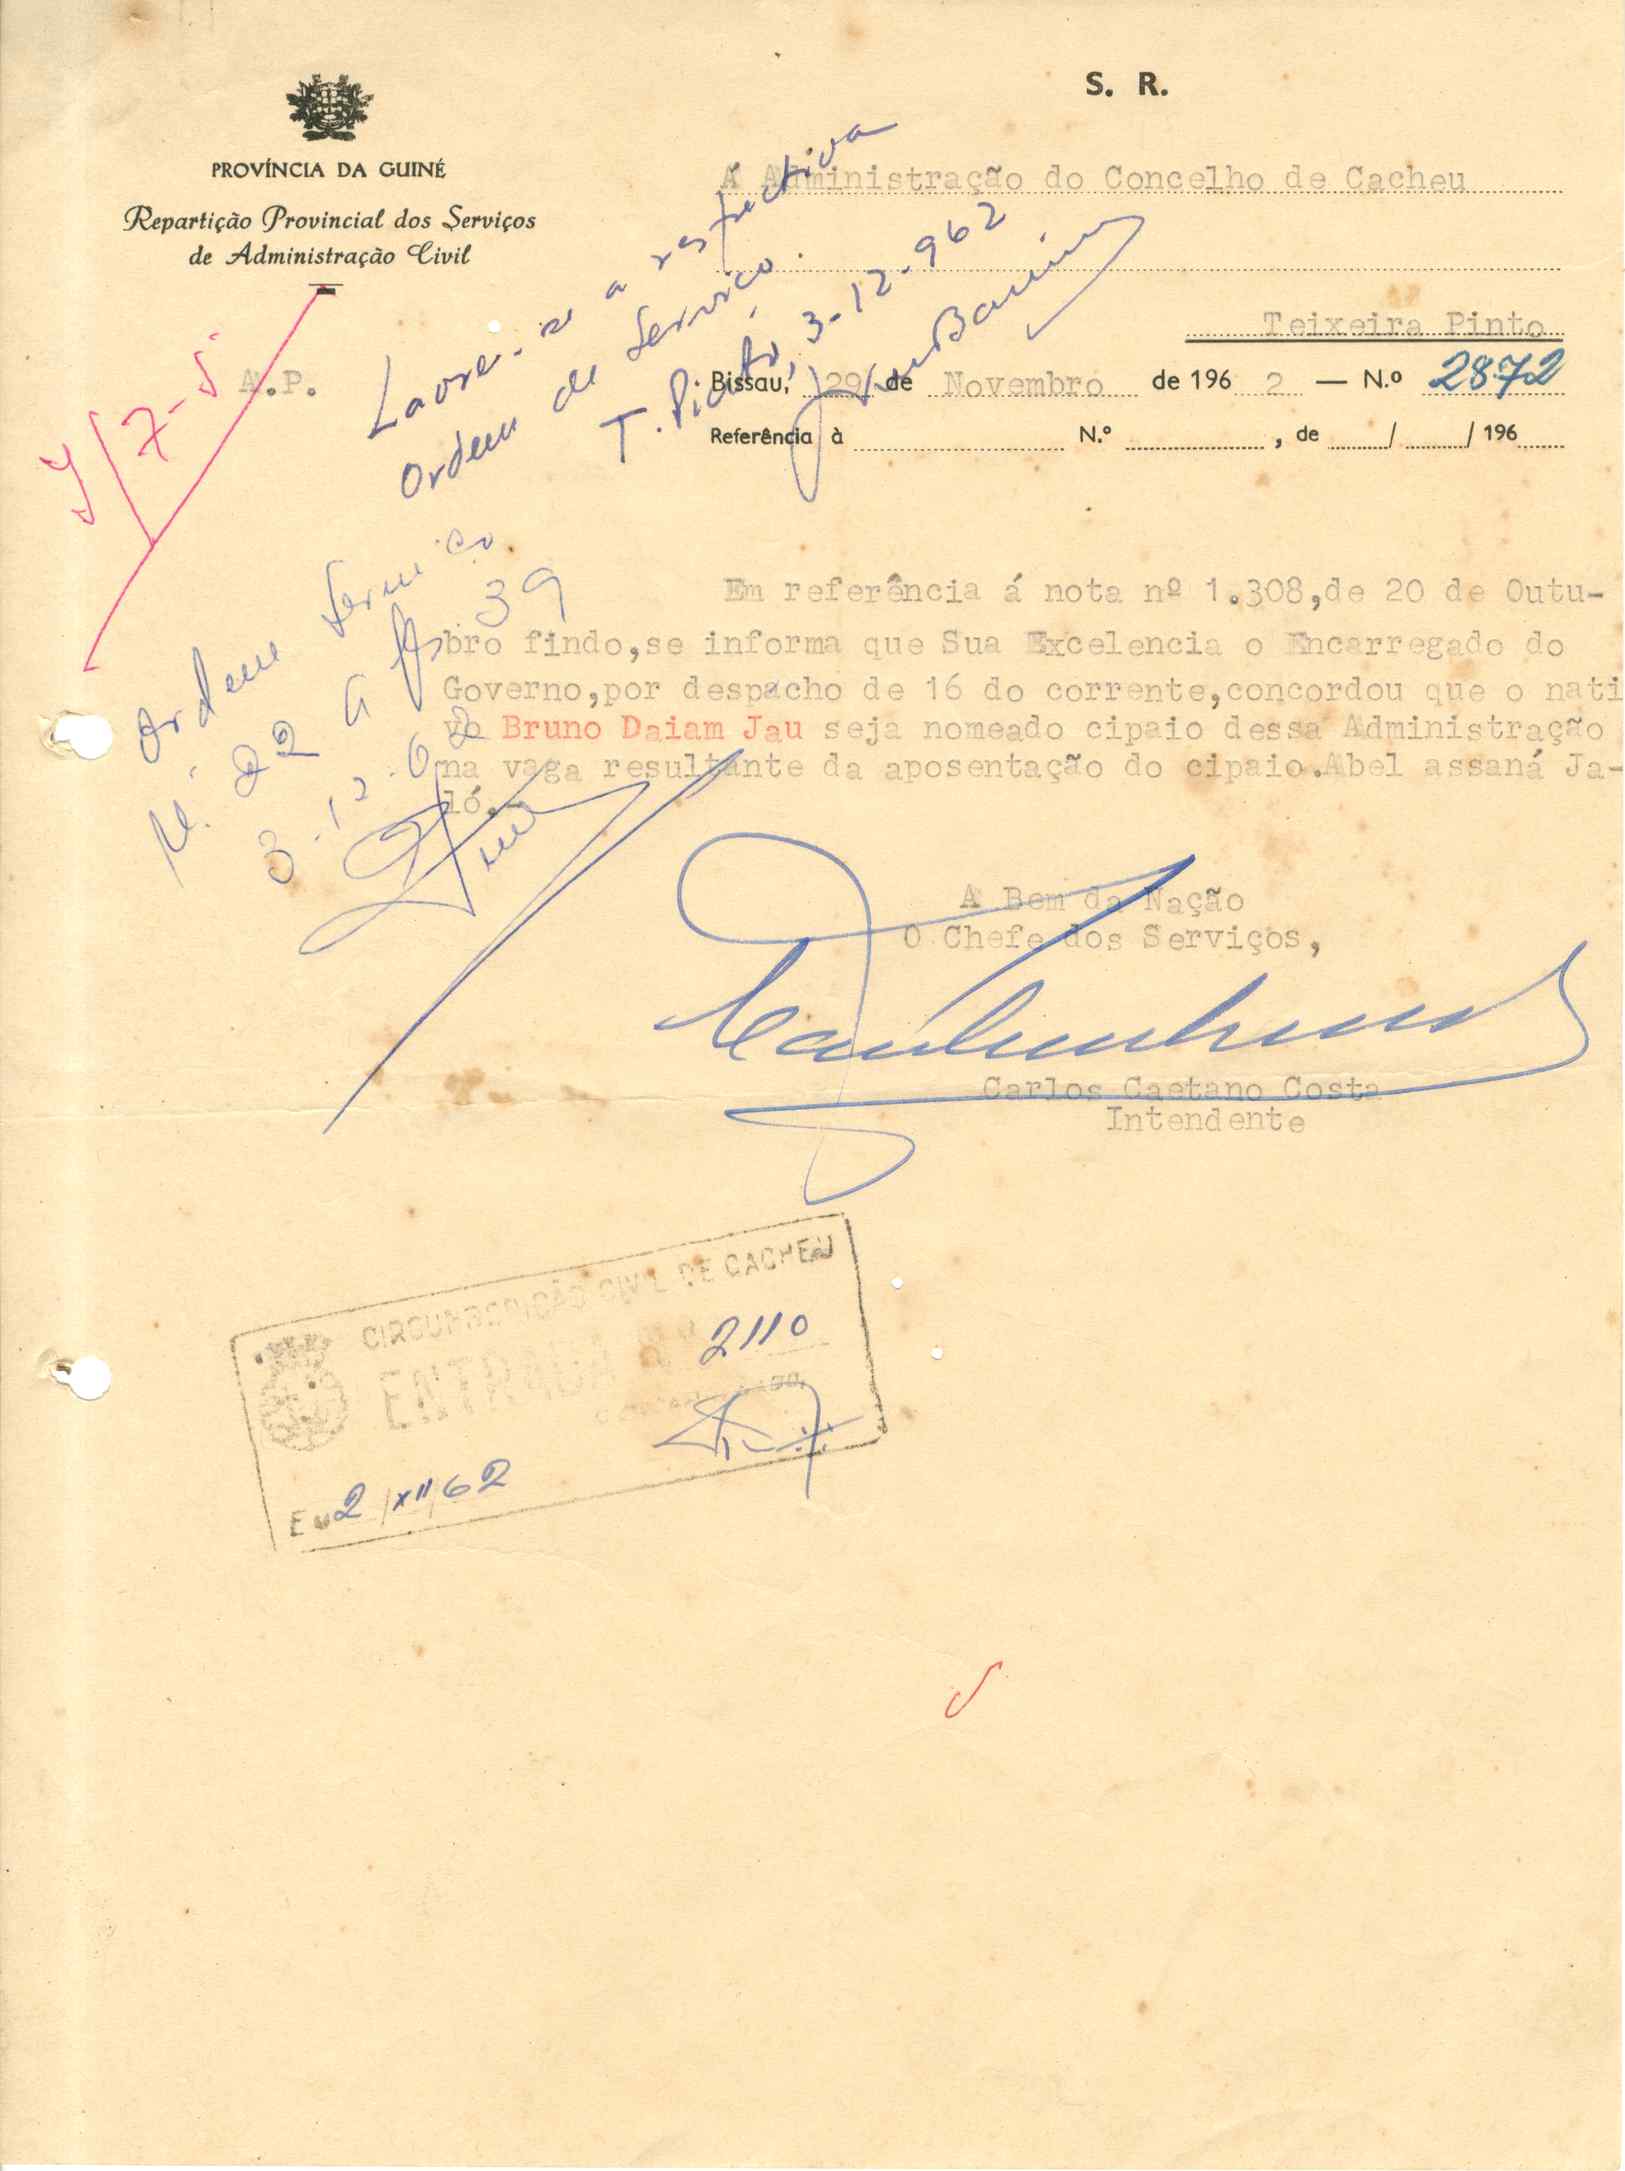 S. R.
PROVÍNCIA DA GUINÉ
Repartição Provincial dos Serviços
de Administração Civil
Á Administração do Concelho de Cacheu
Teixeira Pinto
A.P.
Bissau, 29 de Novembro de 196 2 — N.º 2872
Referência à N.º , de / / 196
Lavre-se a respectiva
ordem de serviço.
T. Pinto, 3-12-962
Y/7-5
Ordem Serviço
Nº 22 a fls 39
3-12-62
Em referência á nota nº 1.308,de 20 de Outu-
bro findo,se informa que Sua Excelencia o Encarregado do
Governo,por despacho de 16 do corrente,concordou que o nati
vo Bruno Daiam Jau seja nomeado cipaio dessa Administração
na vaga resultante da aposentação do cipaio.Abel assaná Ja-
ló.-
A Bem da Nação
O Chefe dos Serviços,
Carlos Caetano Costa
Intendente
CIRCUNSCRIÇÃO CIVIL DE CACHEU
ENTRADA 2110
Em 2/XII/62